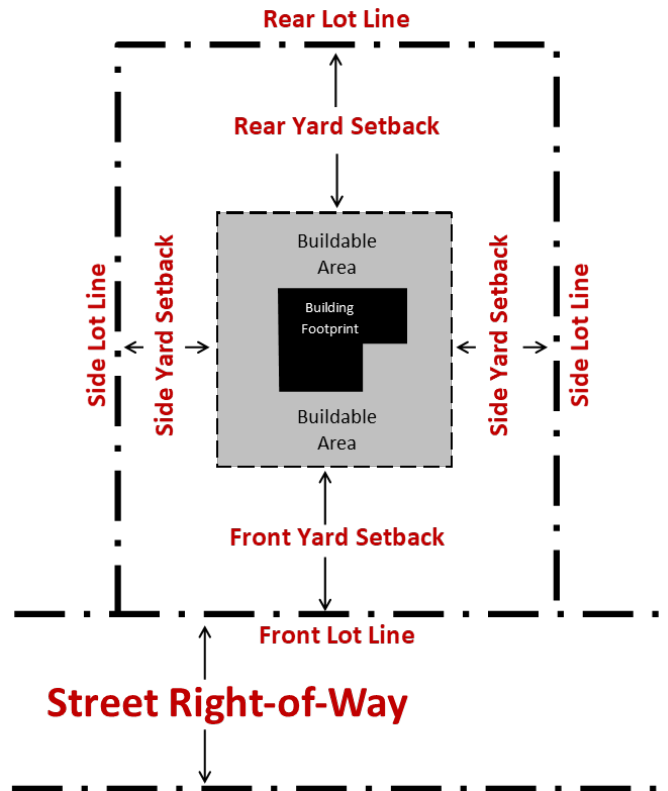 Rear Lot Line
Rear Yard Setback
Buildable
Area
Building
Footprint
Side Lot Line
Side Yard Setback
Side Yard Setback
Side Lot Line
Buildable
Area
Front Yard Setback
Front Lot Line
Street Right-of-Way